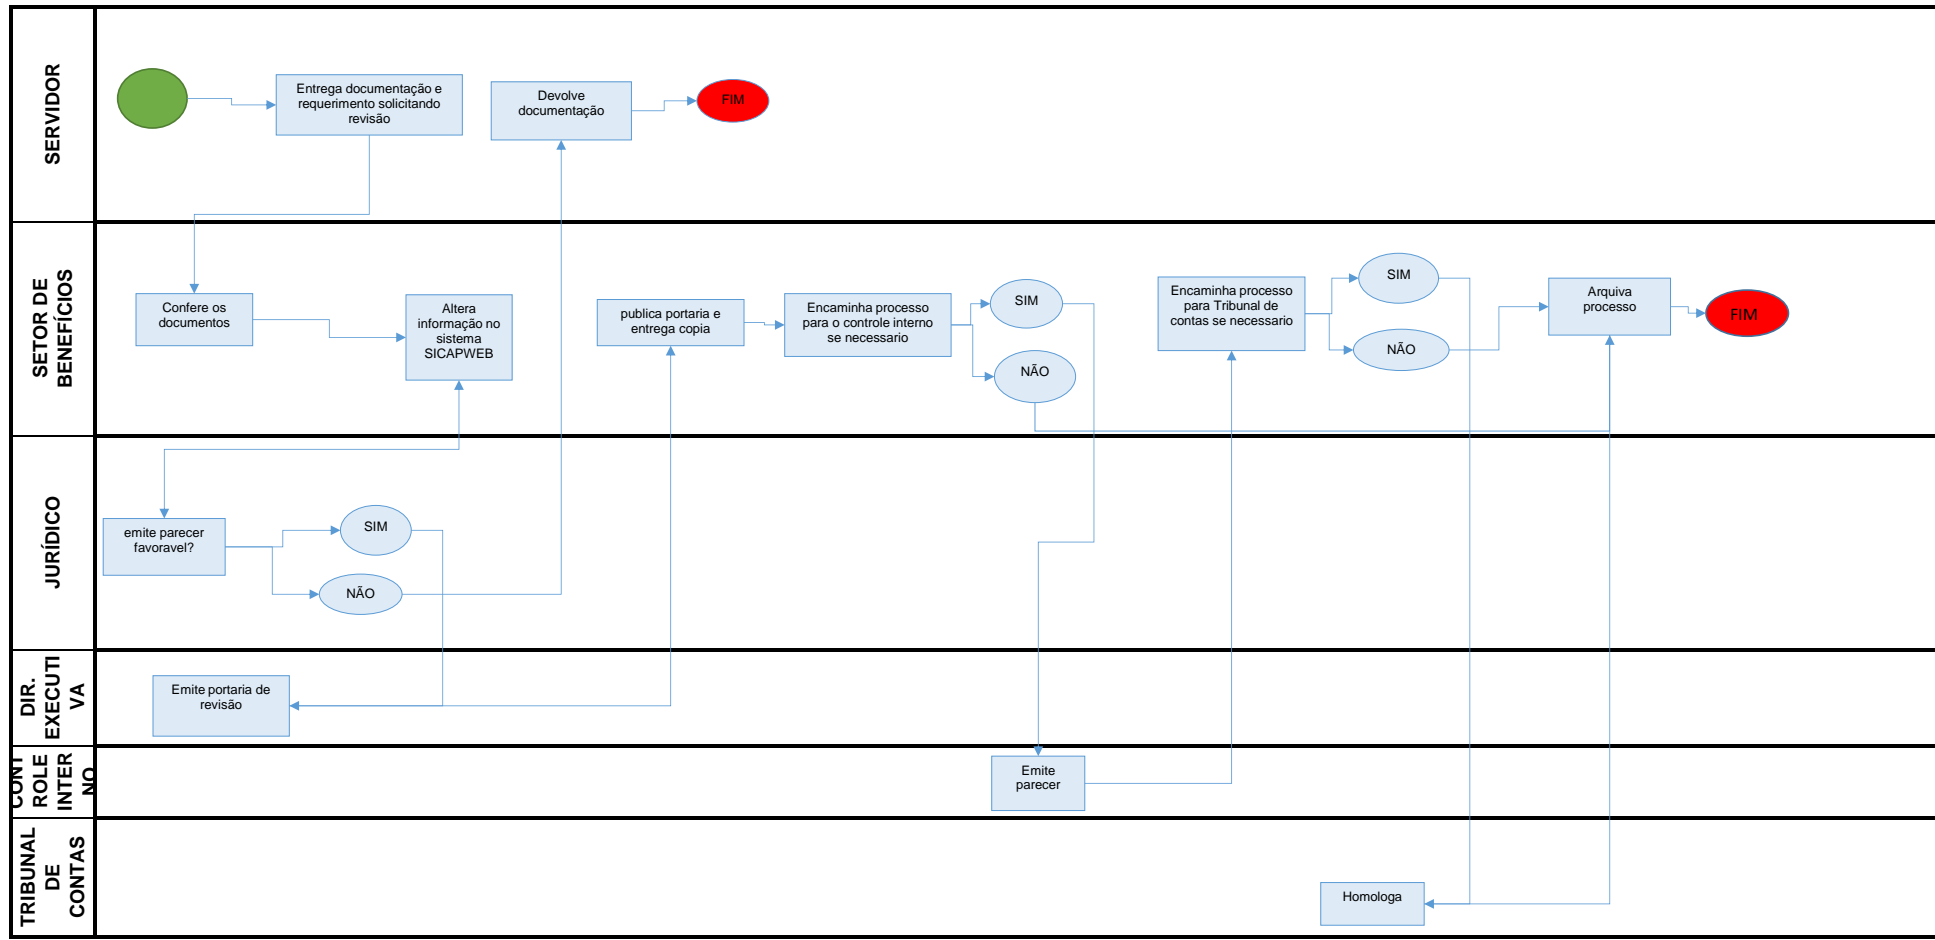 SERVIDOR
Entrega documentação e
requerimento solicitando
revisão
Devolve
documentação
FIM
SETOR DE
BENEFÍCIOS
Confere os
documentos
Altera
informação no
sistema
SICAPWEB
publica portaria e
entrega copia
Encaminha processo
para o controle interno
se necessario
SIM
NÃO
Encaminha processo
para Tribunal de
contas se necessario
SIM
NÃO
Arquiva
processo
FIM
JURÍDICO
emite parecer
favoravel?
SIM
NÃO
DIR.
EXECUTI
VA
Emite portaria de
revisão
CONT
ROLE
INTER
NO
Emite
parecer
TRIBUNAL
DE
CONTAS
Homologa